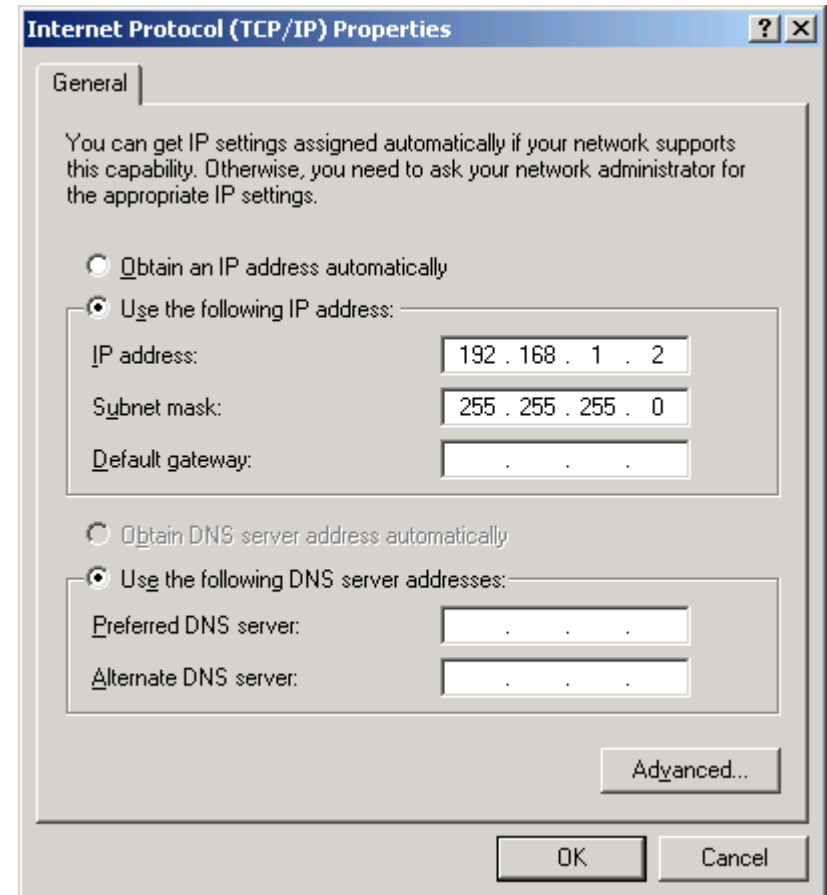 Internet Protocol (TCP/IP) Properties
General
You can get IP settings assigned automatically if your network supports
this capability. Otherwise, you need to ask your network administrator for
the appropriate IP settings.
Obtain an IP address automatically
Use the following IP address:
IP address: 192 . 168 . 1 . 2
Subnet mask: 255 . 255 . 255 . 0
Default gateway: . . .
Obtain DNS server address automatically
Use the following DNS server addresses:
Preferred DNS server: . . .
Alternate DNS server: . . .
Advanced...
OK Cancel